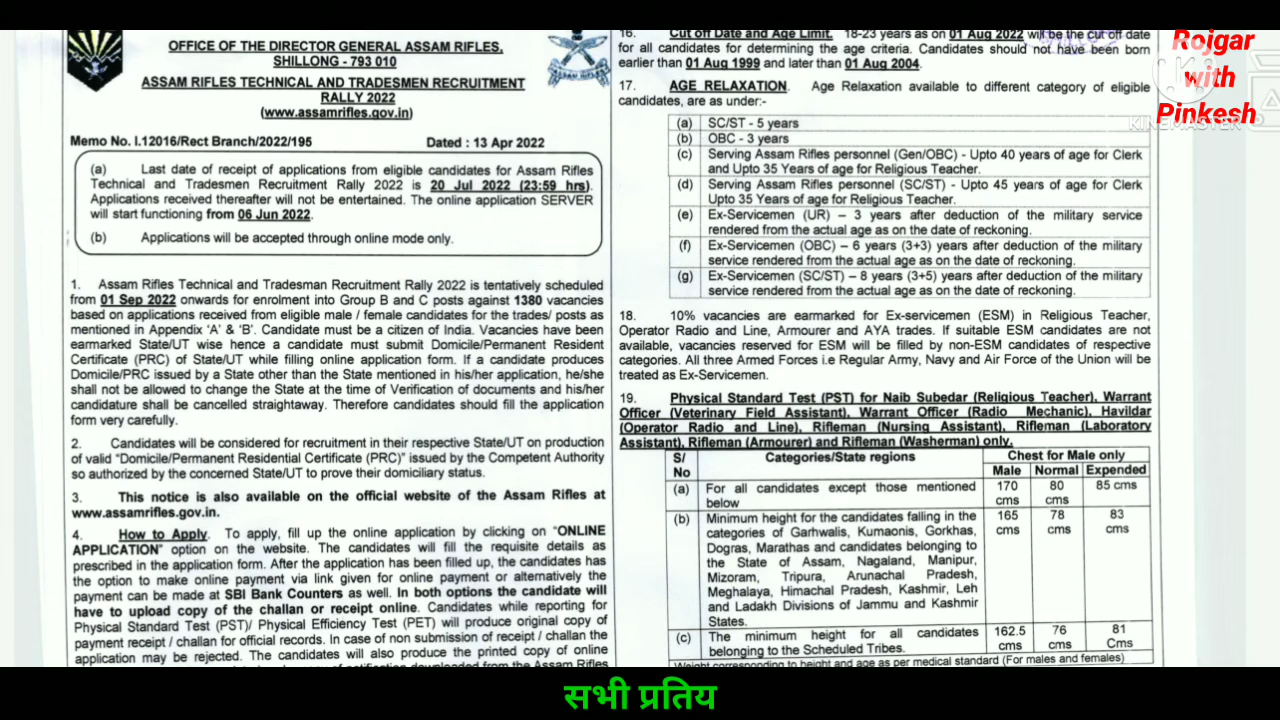 OFFICE OF THE DIRECTOR GENERAL ASSAM RIFLES,
SHILLONG - 793 010
ASSAM RIFLES TECHNICAL AND TRADESMEN RECRUITMENT
RALLY 2022
(www.assamrifles.gov.in)
Memo No. I.12016/Rect Branch/2022/195 Dated : 13 Apr 2022
(a) Last date of receipt of applications from eligible candidates for Assam Rifles
Technical and Tradesmen Recruitment Rally 2022 is 20 Jul 2022 (23:59 hrs).
Applications received thereafter will not be entertained. The online application SERVER
will start functioning from 06 Jun 2022.
(b) Applications will be accepted through online mode only.
1. Assam Rifles Technical and Tradesman Recruitment Rally 2022 is tentatively scheduled
from 01 Sep 2022 onwards for enrolment into Group B and C posts against 1380 vacancies
based on applications received from eligible male / female candidates for the trades/ posts as
mentioned in Appendix ‘A’ & ‘B’. Candidate must be a citizen of India. Vacancies have been
earmarked State/UT wise hence a candidate must submit Domicile/Permanent Resident
Certificate (PRC) of State/UT while filling online application form. If a candidate produces
Domicile/PRC issued by a State other than the State mentioned in his/her application, he/she
shall not be allowed to change the State at the time of Verification of documents and his/her
candidature shall be cancelled straightaway. Therefore candidates should fill the application
form very carefully.
2. Candidates will be considered for recruitment in their respective State/UT on production
of valid “Domicile/Permanent Residential Certificate (PRC)” issued by the Competent Authority
so authorized by the concerned State/UT to prove their domiciliary status.
3. This notice is also available on the official website of the Assam Rifles at
www.assamrifles.gov.in.
4. How to Apply. To apply, fill up the online application by clicking on “ONLINE
APPLICATION” option on the website. The candidates will fill the requisite details as
prescribed in the application form. After the application has been filled up, the candidates has
the option to make online payment via link given for online payment or alternatively the
payment can be made at SBI Bank Counters as well. In both options the candidate will
have to upload copy of the challan or receipt online. Candidates while reporting for
Physical Standard Test (PST)/ Physical Efficiency Test (PET) will produce original copy of
payment receipt / challan for official records. In case of non submission of receipt / challan the
application may be rejected. The candidates will also produce the printed copy of online
16. Cut off Date and Age Limit. 18-23 years as on 01 Aug 2022 will be the cut off date
for all candidates for determining the age criteria. Candidates should not have been born
earlier than 01 Aug 1999 and later than 01 Aug 2004.
17. AGE RELAXATION. Age Relaxation available to different category of eligible
candidates, are as under:-
(a) SC/ST - 5 years
(b) OBC - 3 years
(c) Serving Assam Rifles personnel (Gen/OBC) - Upto 40 years of age for Clerk
and Upto 35 Years of age for Religious Teacher.
(d) Serving Assam Rifles personnel (SC/ST) - Upto 45 years of age for Clerk
Upto 35 Years of age for Religious Teacher.
(e) Ex-Servicemen (UR) – 3 years after deduction of the military service
rendered from the actual age as on the date of reckoning.
(f) Ex-Servicemen (OBC) – 6 years (3+3) years after deduction of the military
service rendered from the actual age as on the date of reckoning.
(g) Ex-Servicemen (SC/ST) – 8 years (3+5) years after deduction of the military
service rendered from the actual age as on the date of reckoning.
18. 10% vacancies are earmarked for Ex-servicemen (ESM) in Religious Teacher,
Operator Radio and Line, Armourer and AYA trades. If suitable ESM candidates are not
available, vacancies reserved for ESM will be filled by non-ESM candidates of respective
categories. All three Armed Forces i.e Regular Army, Navy and Air Force of the Union will be
treated as Ex-Servicemen.
19. Physical Standard Test (PST) for Naib Subedar (Religious Teacher), Warrant
Officer (Veterinary Field Assistant), Warrant Officer (Radio Mechanic), Havildar
(Operator Radio and Line), Rifleman (Nursing Assistant), Rifleman (Laboratory
Assistant), Rifleman (Armourer) and Rifleman (Washerman) only.
S/ Categories/State regions Chest for Male only
No Male Normal Expended
(a) For all candidates except those mentioned 170 80 85 cms
below cms cms
(b) Minimum height for the candidates falling in the 165 78 83
categories of Garhwalis, Kumaonis, Gorkhas, cms cms cms
Dogras, Marathas and candidates belonging to
the State of Assam, Nagaland, Manipur,
Mizoram, Tripura, Arunachal Pradesh,
Meghalaya, Himachal Pradesh, Kashmir, Leh
and Ladakh Divisions of Jammu and Kashmir
States.
(c) The minimum height for all candidates 162.5 76 81
belonging to the Scheduled Tribes. cms cms Cms
Weight corresponding to height and age as per medical standard (For males and females)
Rojgar
with
Pinkesh
KINEMASTER
सभी प्रतिय